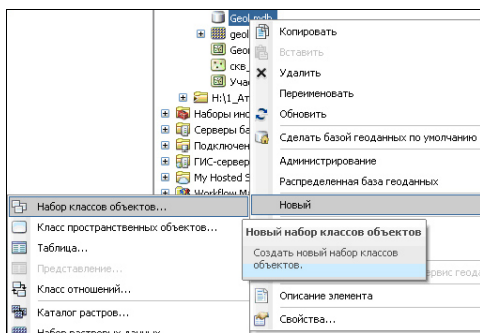 Geol.mdb
geol
Geor
скв_
Учас
H:\1_Ат
Наборы инс
Серверы ба
Подключен
ГИС-сервер
My Hosted S
Workflow Ma
Копировать
Вставить
Удалить
Переименовать
Обновить
Сделать базой геоданных по умолчанию
Администрирование
Распределенная база геоданных
Новый
Набор классов объектов...
Класс пространственных объектов...
Таблица...
Представление...
Класс отношений...
Каталог растров...
Набор растровых данных
Новый набор классов объектов
Создать новый набор классов
объектов.
ервис геода
Описание элемента
Свойства...